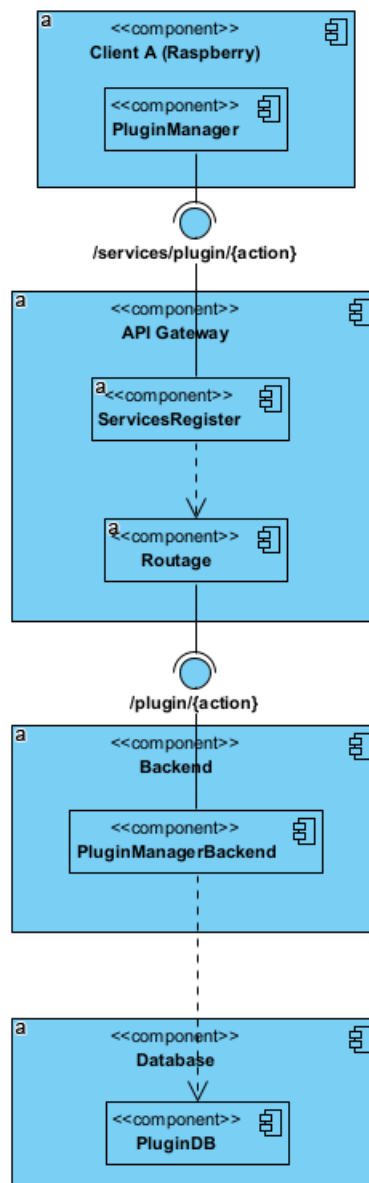 a
<<component>>
Client A (Raspberry)
<<component>>
PluginManager
/services/plugin/{action}
a
<<component>>
API Gateway
a
<<component>>
ServicesRegister
a
<<component>>
Routage
/plugin/{action}
a
<<component>>
Backend
<<component>>
PluginManagerBackend
a
<<component>>
Database
<<component>>
PluginDB